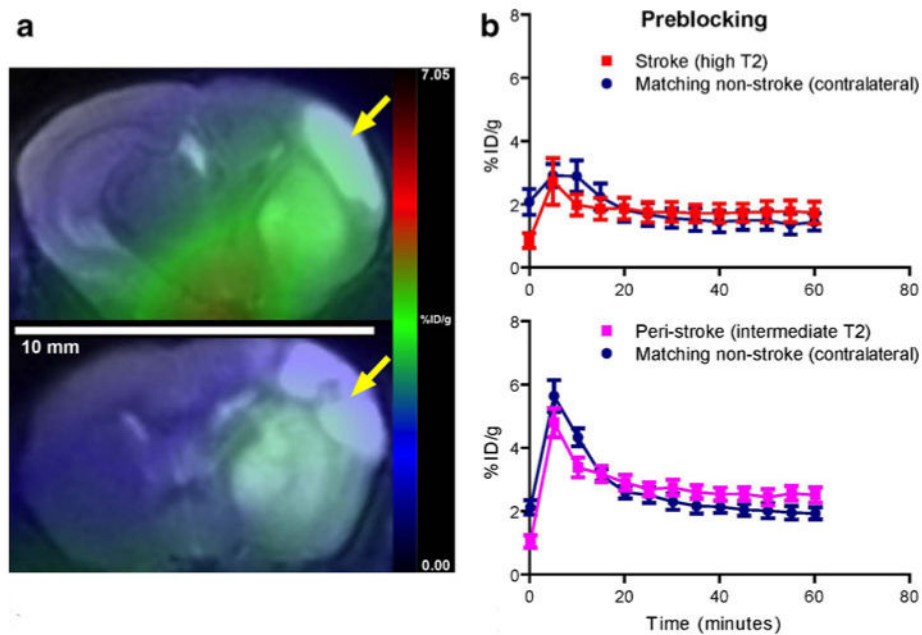 a
7.05
%ID/g
10 mm
0.00
b
Preblocking
8
6
4
2
0
%ID/g
Stroke (high T2)
Matching non-stroke (contralateral)
0
20
40
60
80
8
6
4
2
0
%ID/g
Peri-stroke (intermediate T2)
Matching non-stroke (contralateral)
0
20
40
60
80
Time (minutes)